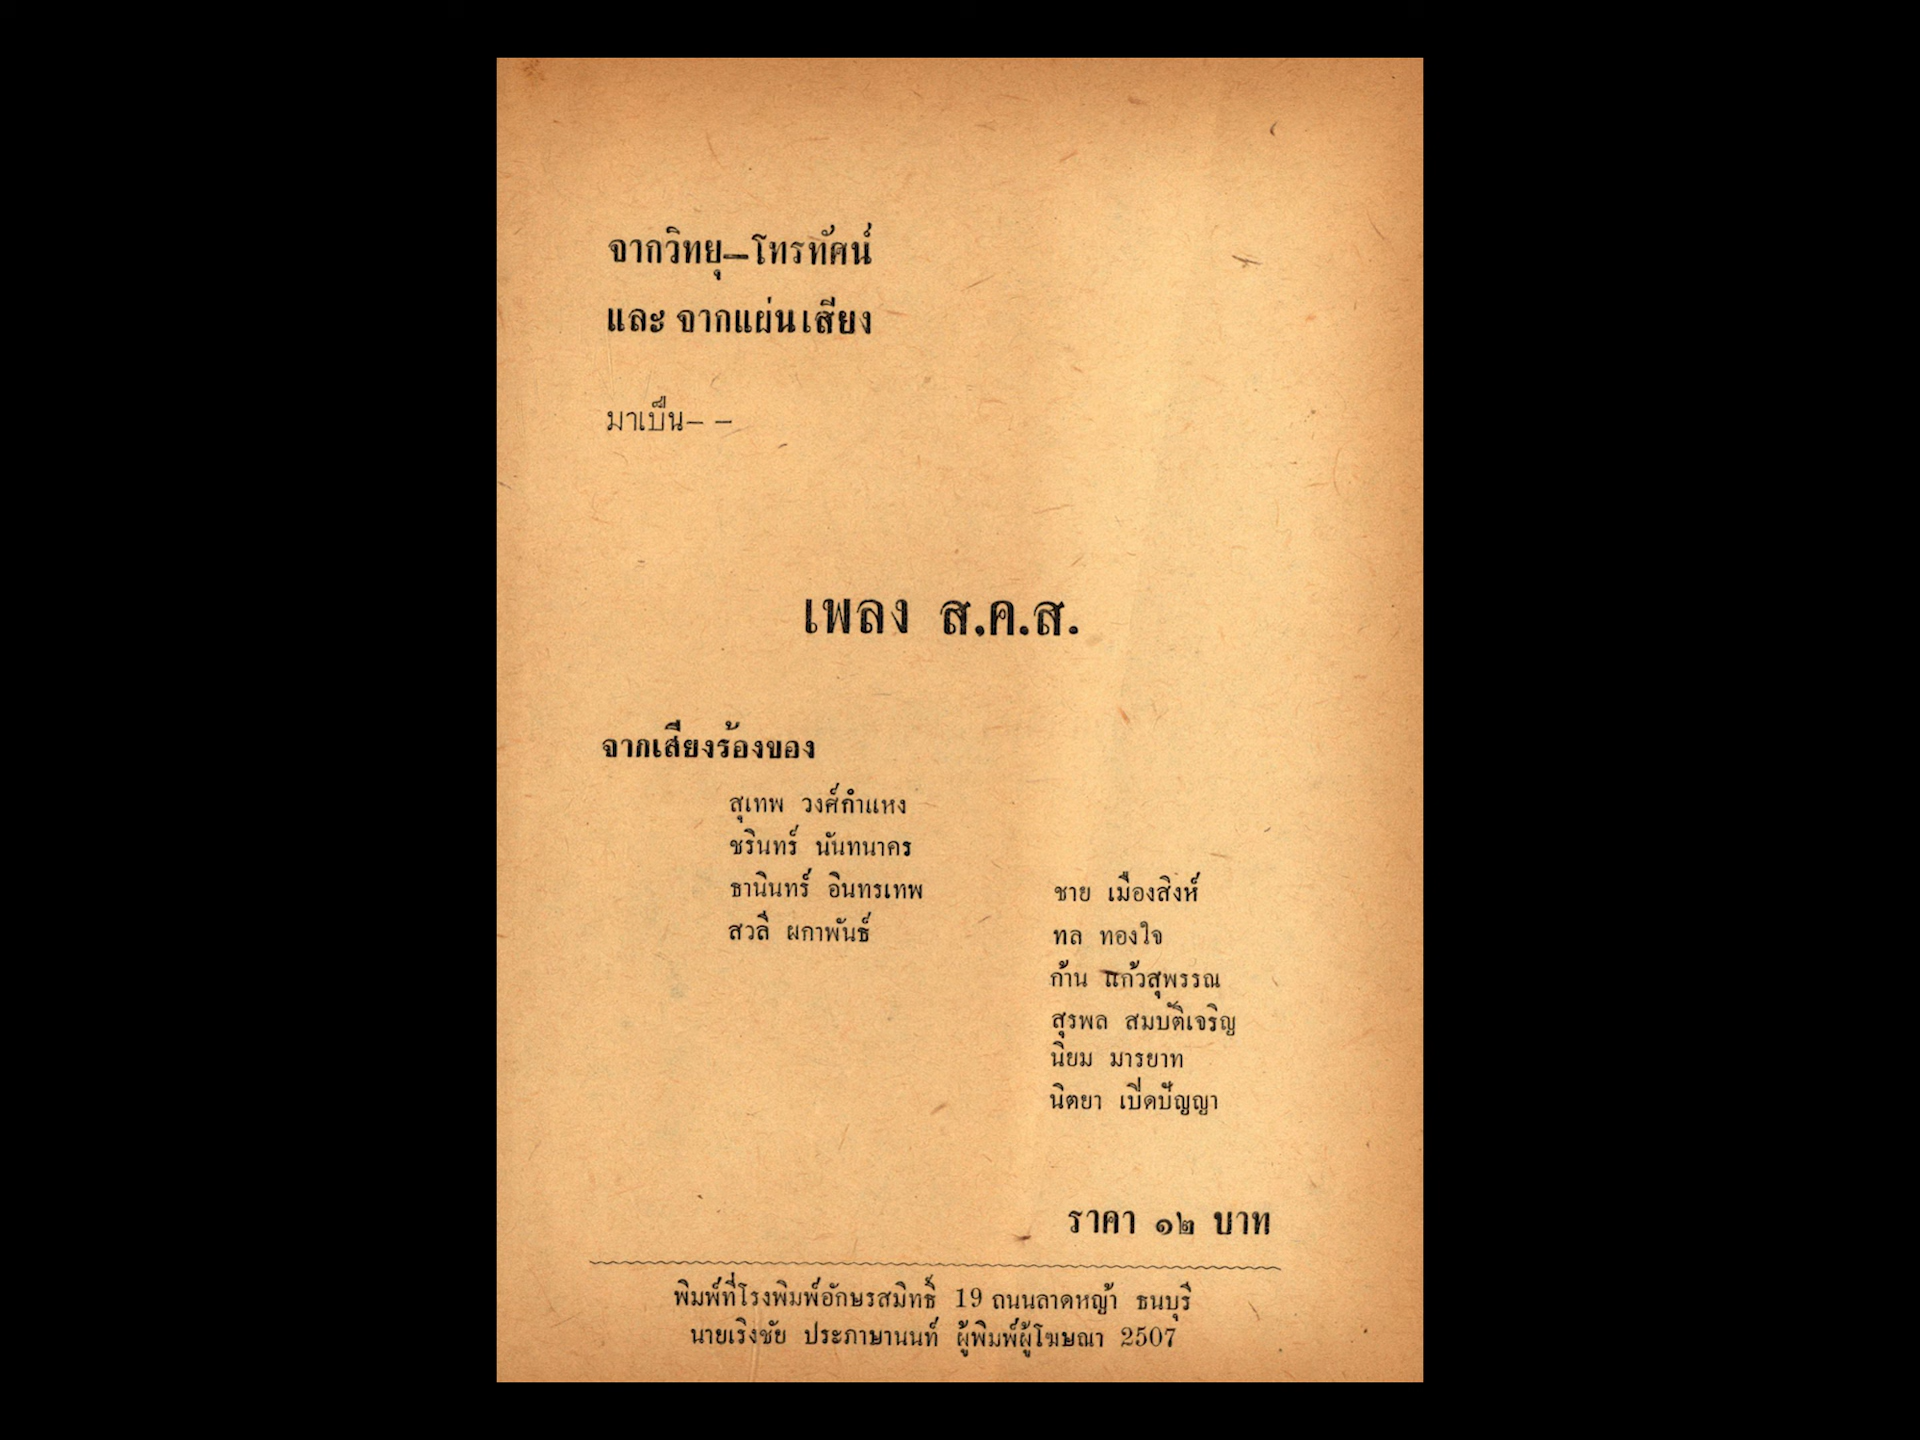 จากวิทยุ—โทรทัศน์
และ จากแผ่นเสียง
มาเป็น— —
เพลง ส.ค.ส.
จากเสียงร้องของ
สุเทพ วงศ์กำแหง
ชรินทร์ นันทนาคร
ธานินทร์ อินทรเทพ
สวลี ผกาพันธ์
ชาย เมืองสิงห์
ทล ทองใจ
ก้าน แก้วสุพรรณ
สุรพล สมบัติเจริญ
นิยม มารยาท
นิตยา เปิดปัญญา
ราคา ๑๒ บาท
พิมพ์ที่โรงพิมพ์อักษรสมิทธิ์ 19 ถนนลาดหญ้า ธนบุรี
นายเริงชัย ประภาษานนท์ ผู้พิมพ์ผู้โฆษณา 2507